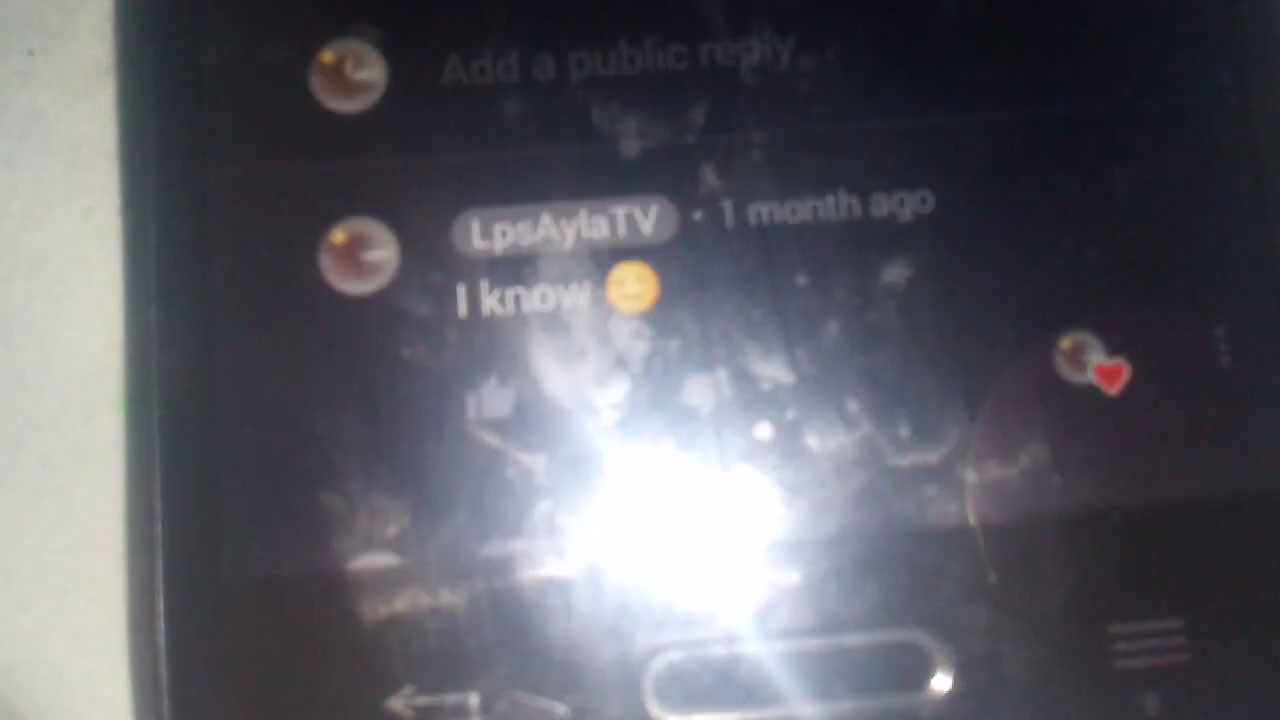 Add a public reply...
LpsAylaTV • 1 month ago
I know 😊